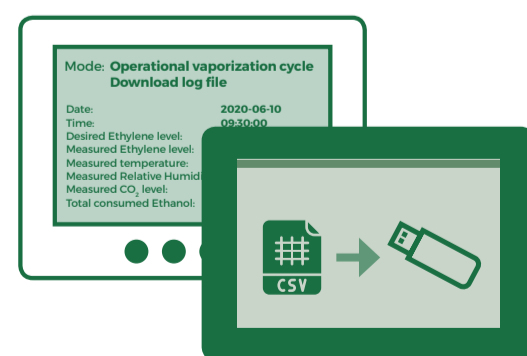 Mode: Operational vaporization cycle
Download log file
Date: 2020-06-10
Time: 09:30:00
Desired Ethylene level:
Measured Ethylene level:
Measured temperature:
Measured Relative Humidi
Measured CO₂ level:
Total consumed Ethanol:
CSV